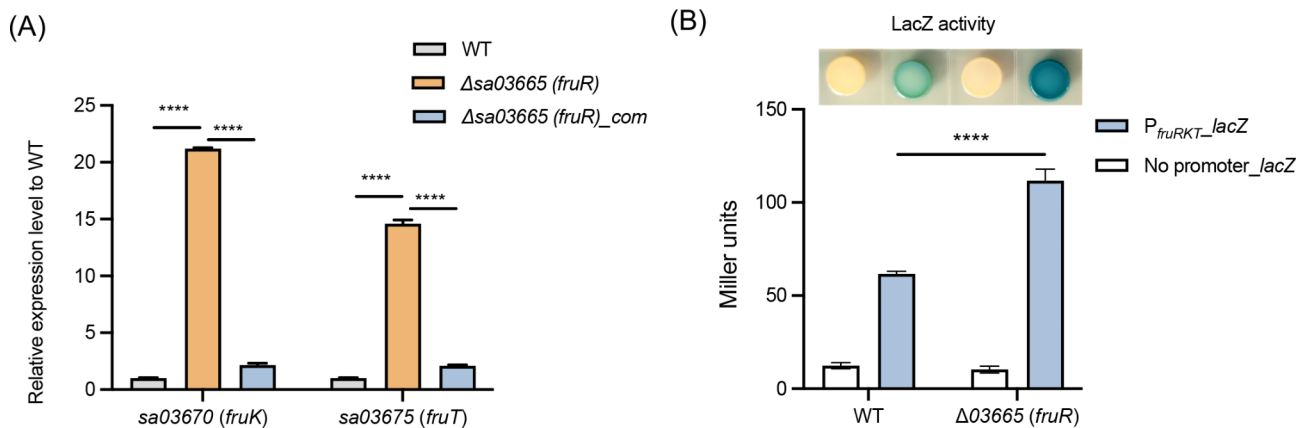 (A)
WT
Δsa03665 (fruR)
Δsa03665 (fruR)_com
Relative expression level to WT
25
20
15
10
5
0
**** ****
**** ****
sa03670 (fruK) sa03675 (fruT)
(B)
LacZ activity
PfruRKT_lacZ
No promoter_lacZ
Miller units
150
100
50
0
****
WT Δ03665 (fruR)